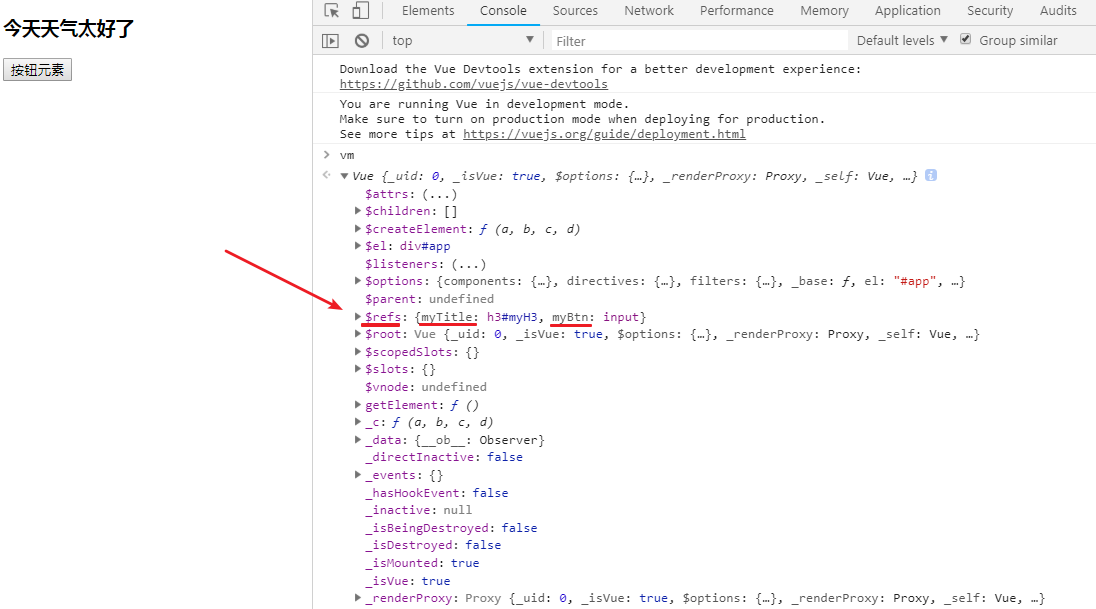 今天天气太好了
按钮元素
Elements Console Sources Network Performance Memory Application Security Audits
top Filter Default levels Group similar
Download the Vue Devtools extension for a better development experience:
https://github.com/vuejs/vue-devtools
You are running Vue in development mode.
Make sure to turn on production mode when deploying for production.
See more tips at https://vuejs.org/guide/deployment.html
vm
Vue {_uid: 0, _isVue: true, $options: {…}, _renderProxy: Proxy, _self: Vue, …}
$attrs: (...)
$children: []
$createElement: ƒ (a, b, c, d)
$el: div#app
$listeners: (...)
$options: {components: {…}, directives: {…}, filters: {…}, _base: ƒ, el: "#app", …}
$parent: undefined
$refs: {myTitle: h3#myH3, myBtn: input}
$root: Vue {_uid: 0, _isVue: true, $options: {…}, _renderProxy: Proxy, _self: Vue, …}
$scopedSlots: {}
$slots: {}
$vnode: undefined
getElement: ƒ ()
_c: ƒ (a, b, c, d)
_data: {__ob__: Observer}
_directInactive: false
_events: {}
_hasHookEvent: false
_inactive: null
_isBeingDestroyed: false
_isDestroyed: false
_isMounted: true
_isVue: true
_renderProxy: Proxy {_uid: 0, _isVue: true, $options: {…}, _renderProxy: Proxy, _self: Vue, …}